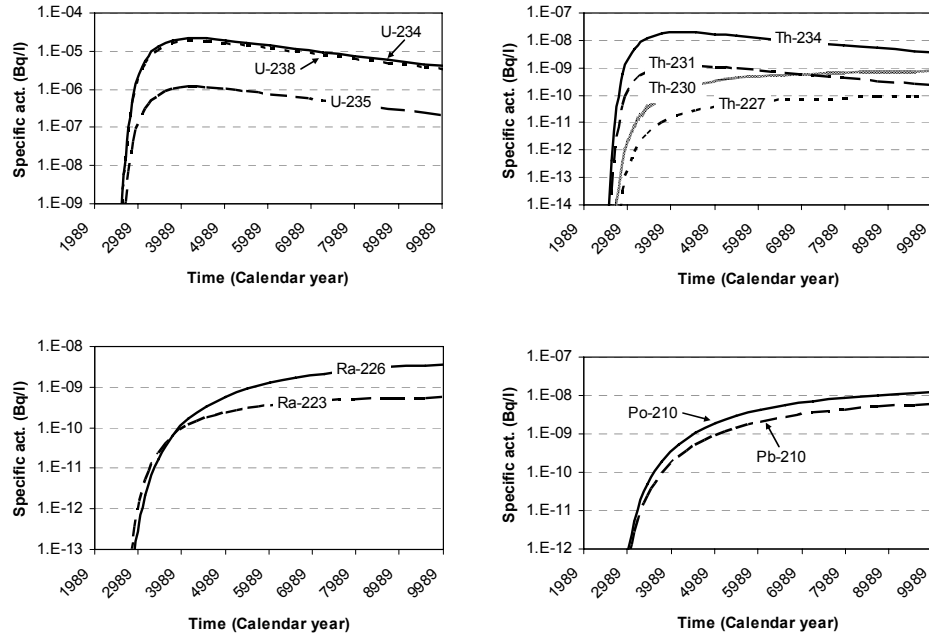 1.E-04
1.E-05
1.E-06
1.E-07
1.E-08
1.E-09
Specific act. (Bq/l)
U-234
U-238
U-235
1989
2989
3989
4989
5989
6989
7989
8989
9989
Time (Calendar year)
1.E-07
1.E-08
1.E-09
1.E-10
1.E-11
1.E-12
1.E-13
1.E-14
Specific act. (Bq/l)
Th-234
Th-231
Th-230
Th-227
1989
2989
3989
4989
5989
6989
7989
8989
9989
Time (Calendar year)
1.E-08
1.E-09
1.E-10
1.E-11
1.E-12
1.E-13
Specific act. (Bq/l)
Ra-226
Ra-223
1989
2989
3989
4989
5989
6989
7989
8989
9989
Time (Calendar year)
1.E-07
1.E-08
1.E-09
1.E-10
1.E-11
1.E-12
Specific act. (Bq/l)
Po-210
Pb-210
1989
2989
3989
4989
5989
6989
7989
8989
9989
Time (Calendar year)